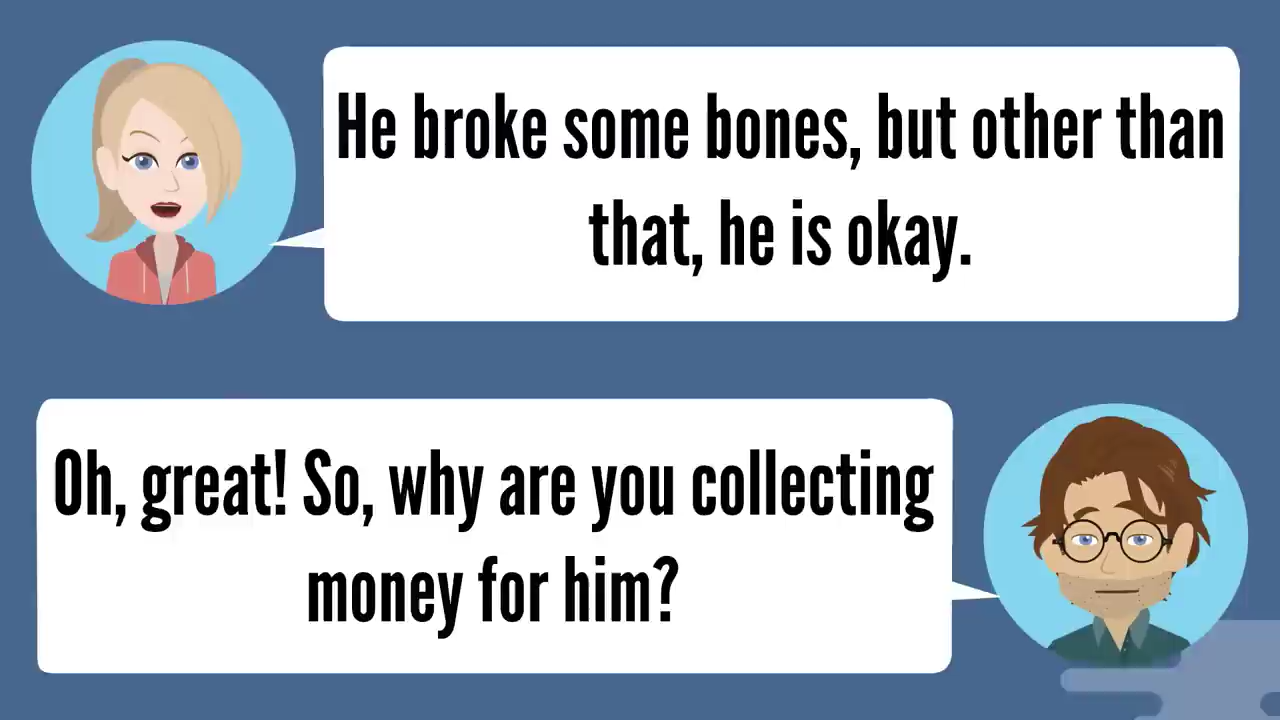 He broke some bones, but other than
that, he is okay.
Oh, great! So, why are you collecting
money for him?